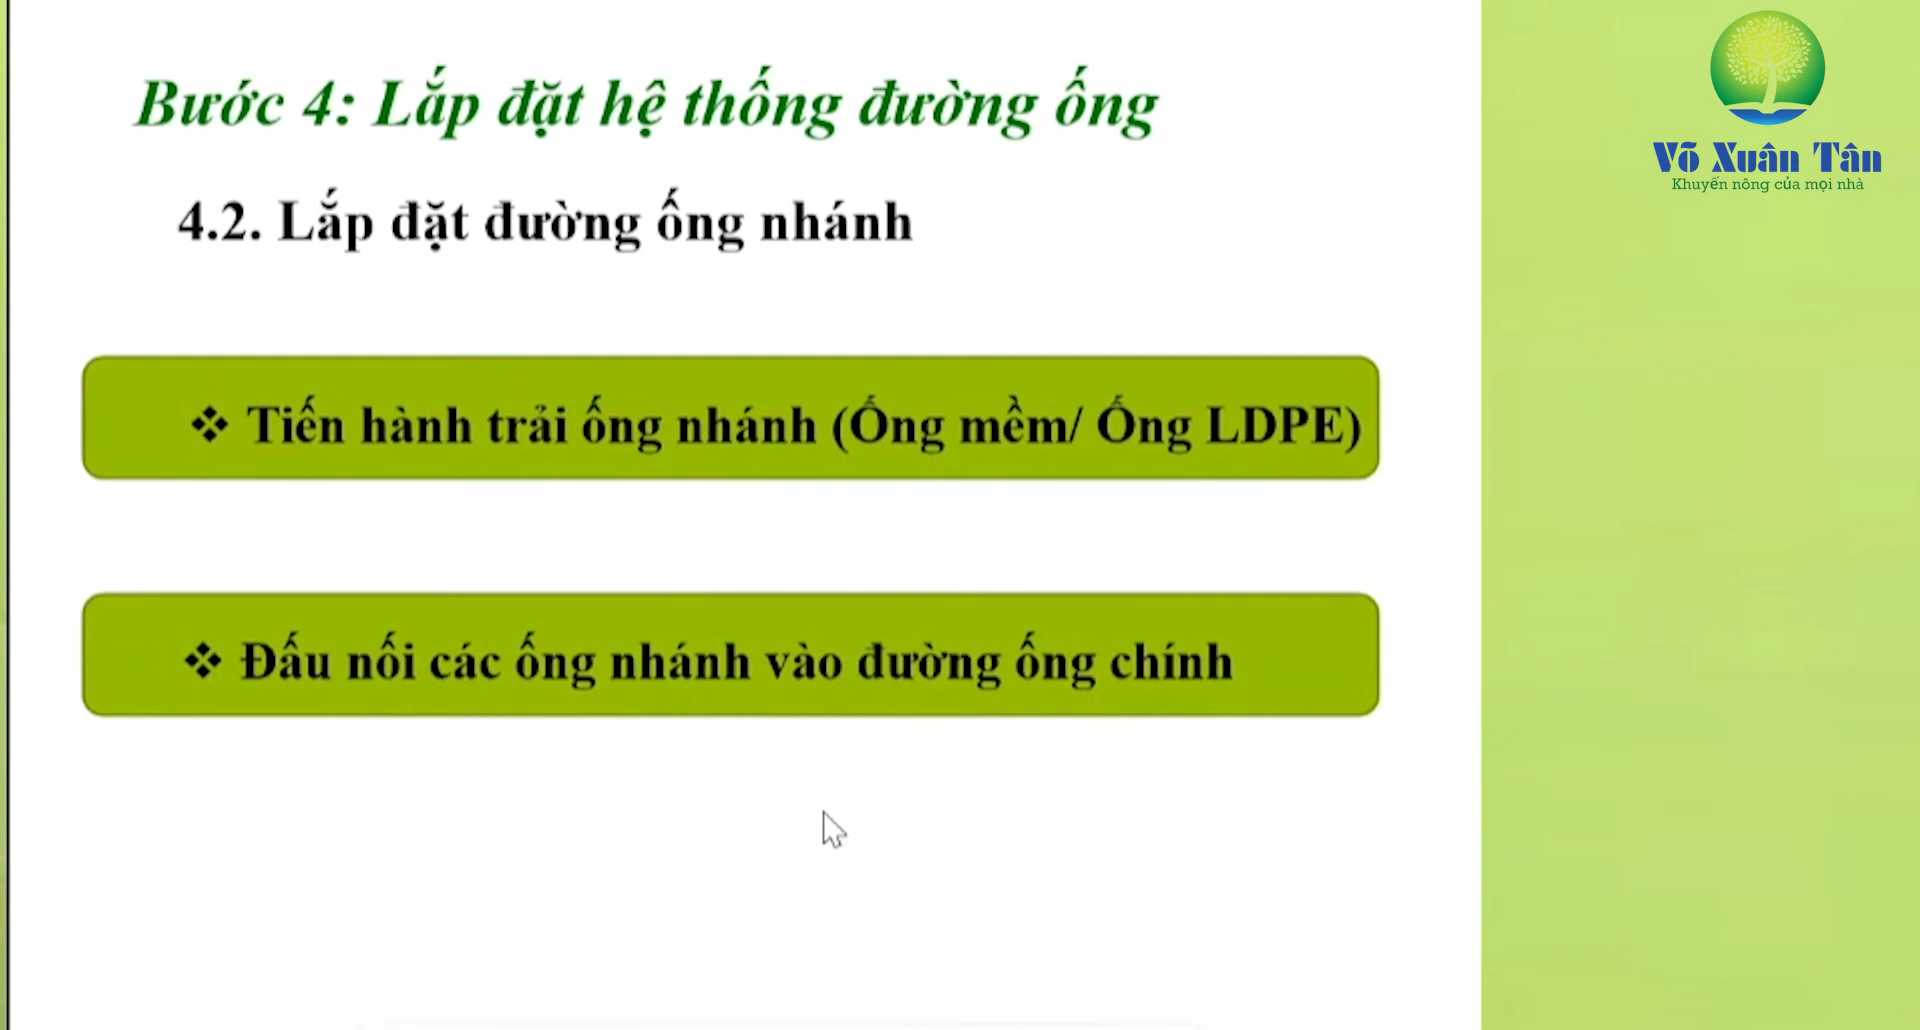 Bước 4: Lắp đặt hệ thống đường ống
4.2. Lắp đặt đường ống nhánh
❖ Tiến hành trải ống nhánh (Ống mềm/ Ống LDPE)
❖ Đấu nối các ống nhánh vào đường ống chính
Võ Xuân Tân
Khuyến nông của mọi nhà